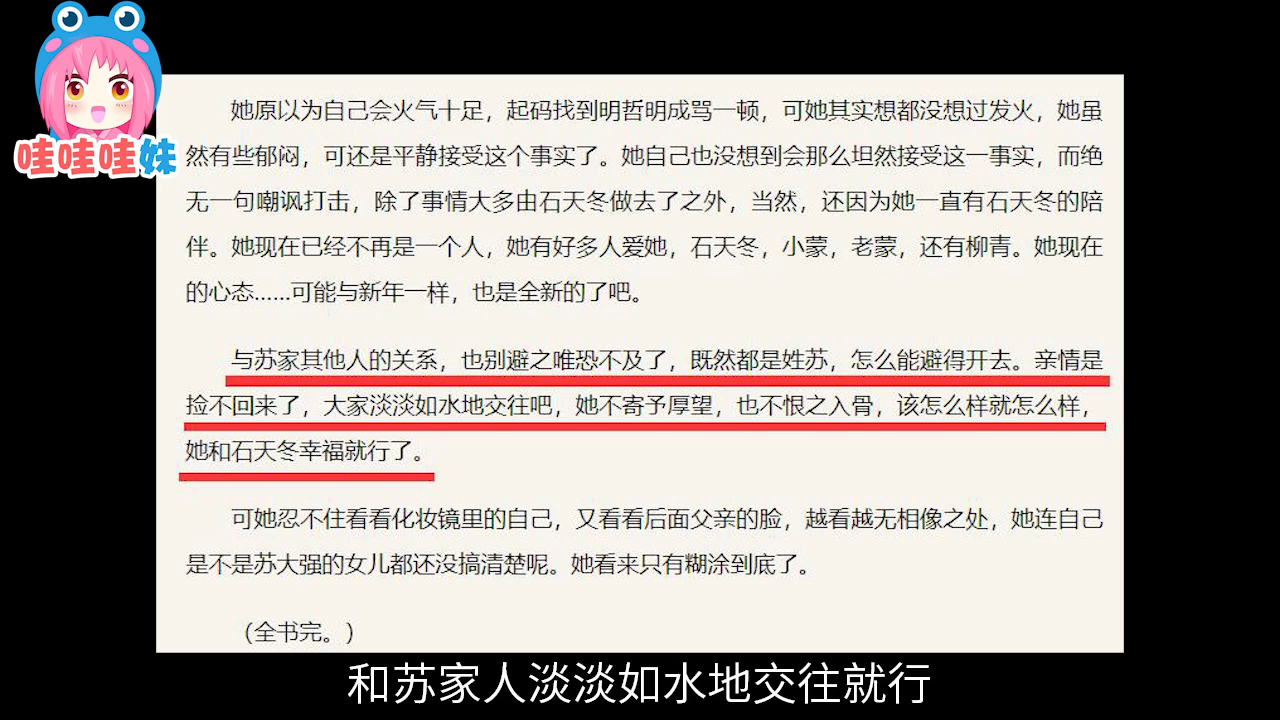 哇哇哇妹
她原以为自己会火气十足，起码找到明哲明成骂一顿，可她其实想都没想过发火，她虽
然有些郁闷，可还是平静接受这个事实了。她自己也没想到会那么坦然接受这一事实，而绝
无一句嘲讽打击，除了事情大多由石天冬做去了之外，当然，还因为她一直有石天冬的陪
伴。她现在已经不再是一个人，她有好多人爱她，石天冬，小蒙，老蒙，还有柳青。她现在
的心态……可能与新年一样，也是全新的了吧。
与苏家其他人的关系，也别避之唯恐不及了，既然都是姓苏，怎么能避得开去。亲情是
捡不回来了，大家淡淡如水地交往吧，她不寄予厚望，也不恨之入骨，该怎么样就怎么样，
她和石天冬幸福就行了。
可她忍不住看看化妆镜里的自己，又看看后面父亲的脸，越看越无相像之处，她连自己
是不是苏大强的女儿都还没搞清楚呢。她看来只有糊涂到底了。
（全书完。）
和苏家人淡淡如水地交往就行